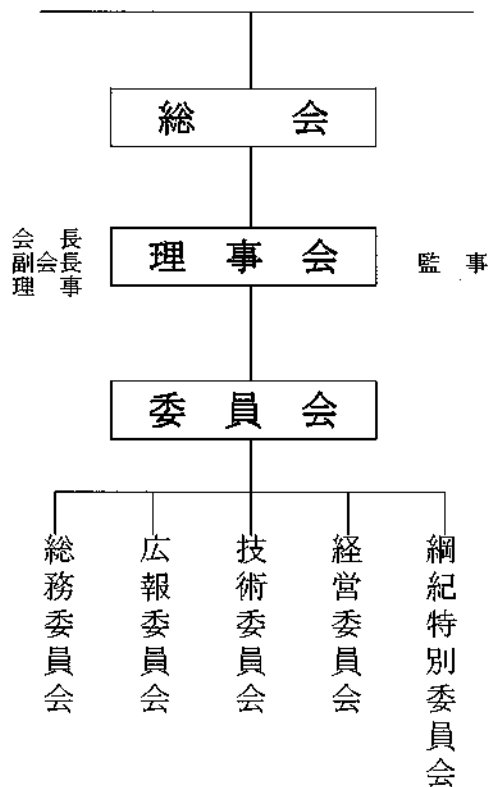 総 会
会 長
副会長
理 事
理 事 会
監 事
委 員 会
総務委員会
広報委員会
技術委員会
経営委員会
綱紀特別委員会